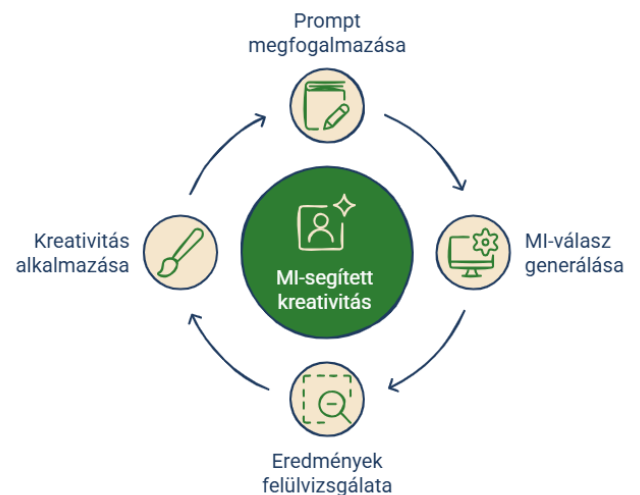 Prompt
megfogalmazása
MI-válasz
generálása
Eredmények
felülvizsgálata
Kreativitás
alkalmazása
MI-segített
kreativitás